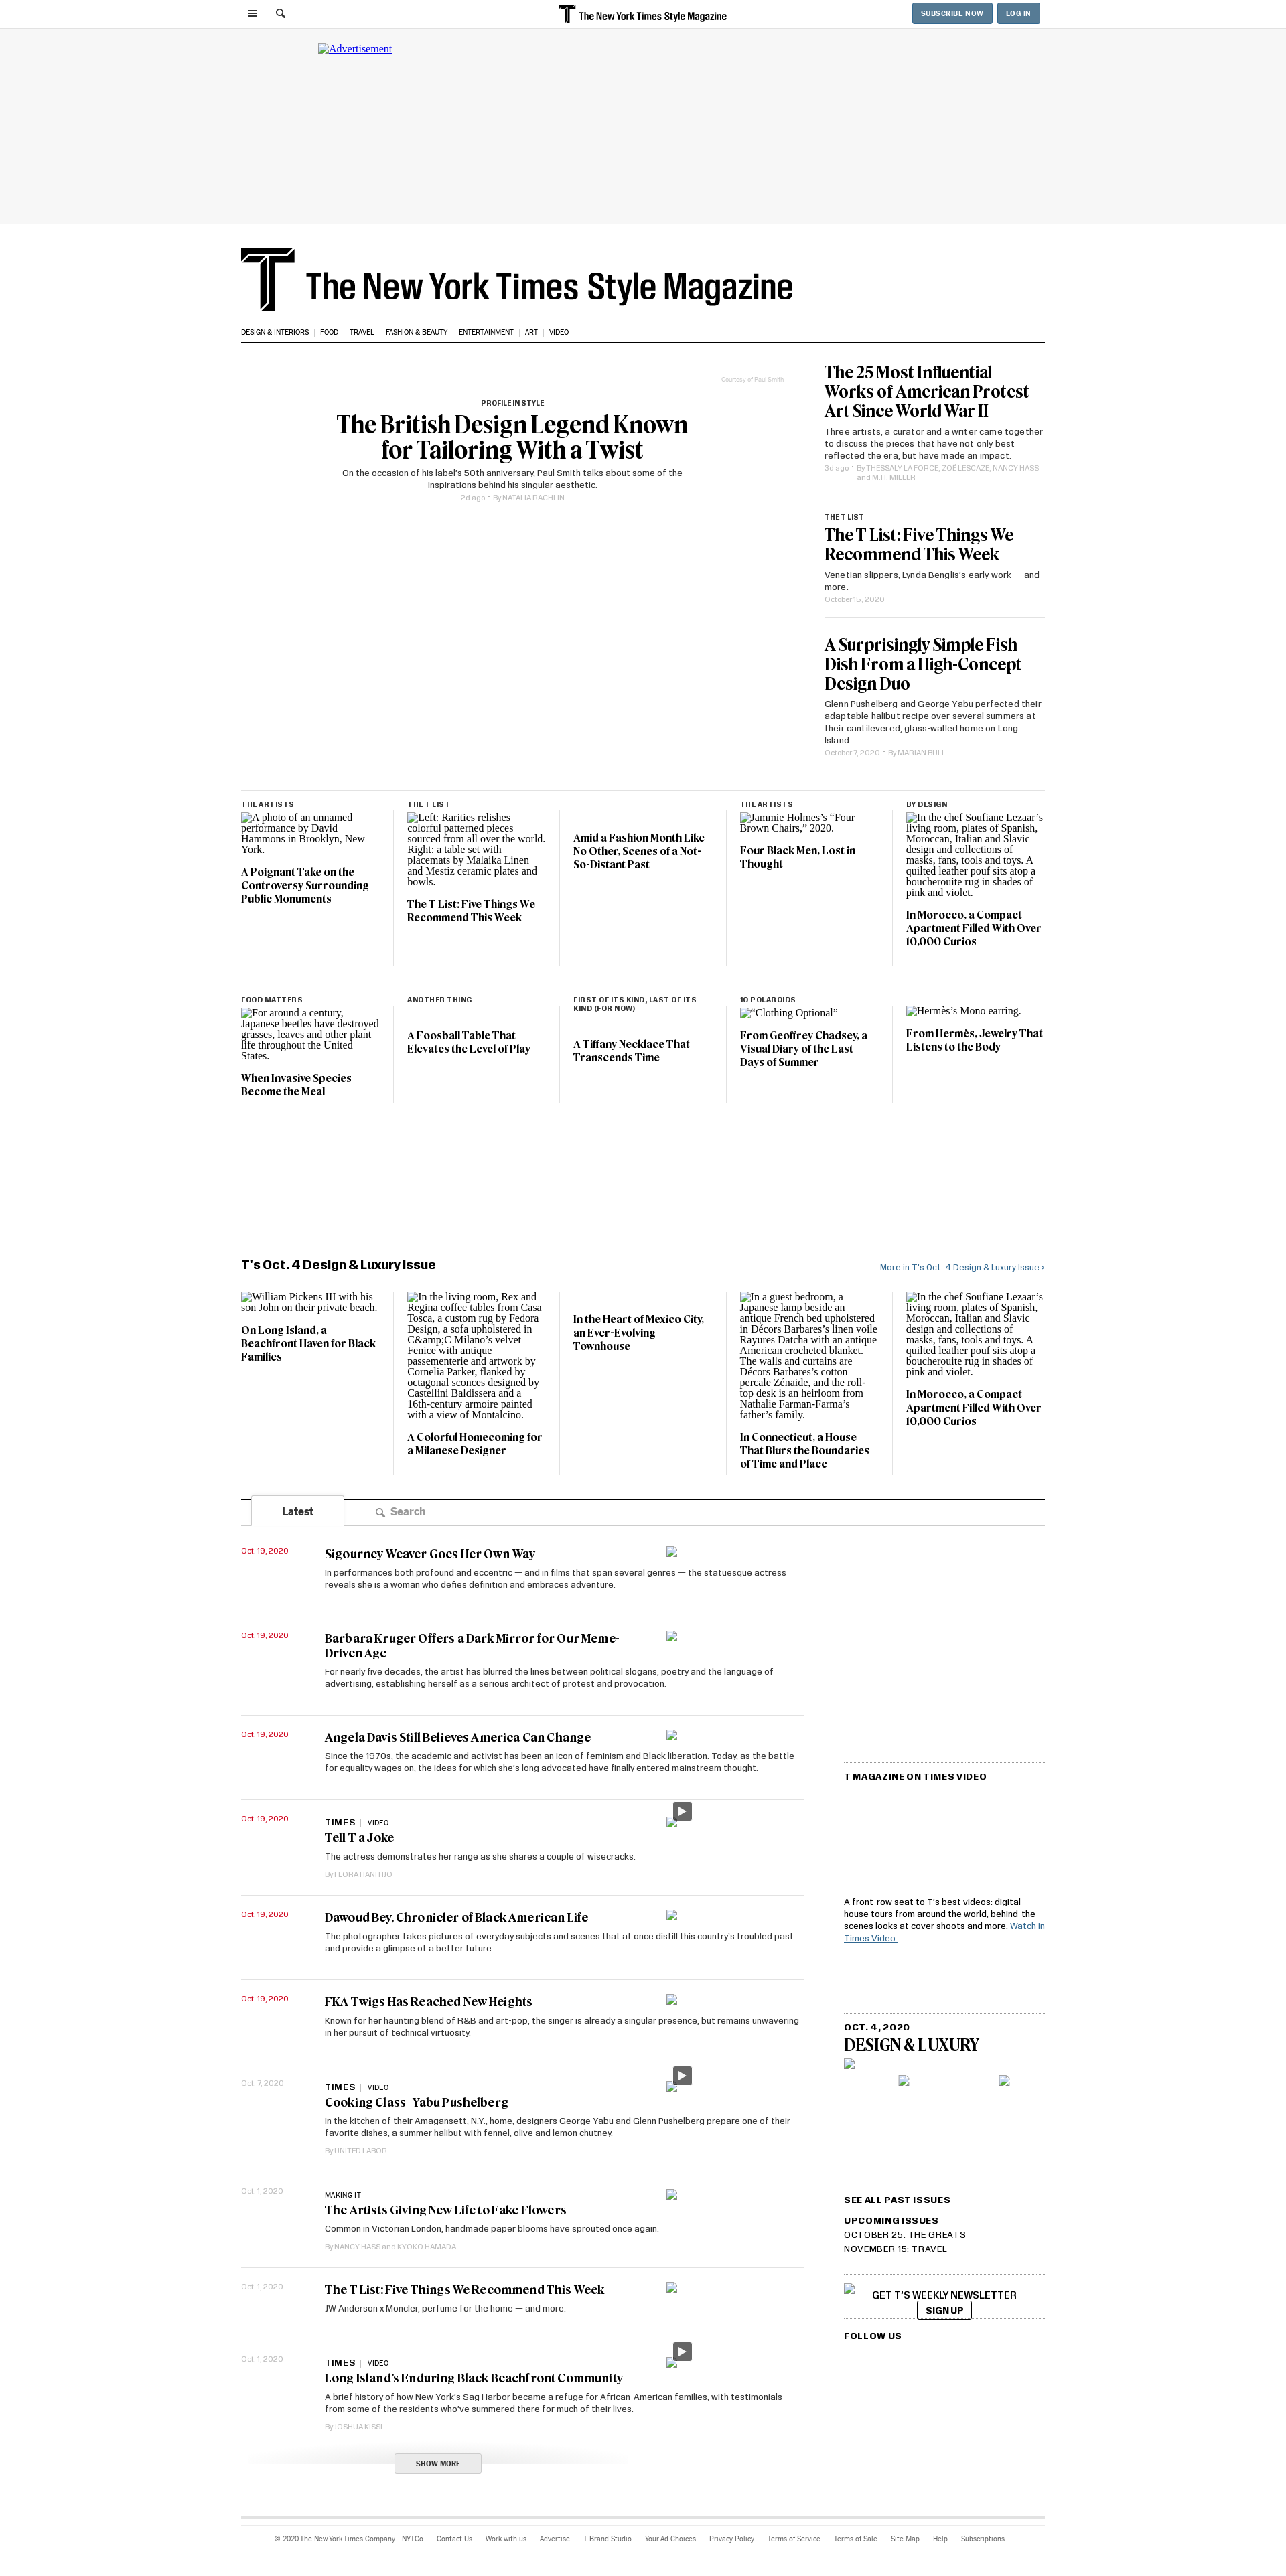 The New York Times Style Magazine
SUBSCRIBE NOW
LOG IN
Advertisement
T The New York Times Style Magazine
DESIGN & INTERIORS | FOOD | TRAVEL | FASHION & BEAUTY | ENTERTAINMENT | ART | VIDEO
Courtesy of Paul Smith
PROFILE IN STYLE
The British Design Legend Known
for Tailoring With a Twist
On the occasion of his label's 50th anniversary, Paul Smith talks about some of the
inspirations behind his singular aesthetic.
2d ago • By NATALIA RACHLIN
The 25 Most Influential
Works of American Protest
Art Since World War II
Three artists, a curator and a writer came together
to discuss the pieces that have not only best
reflected the era, but have made an impact.
3d ago • By THESSALY LA FORCE, ZOË LESCAZE, NANCY HASS
and M.H. MILLER
THE T LIST
The T List: Five Things We
Recommend This Week
Venetian slippers, Lynda Benglis's early work — and
more.
October 15, 2020
A Surprisingly Simple Fish
Dish From a High-Concept
Design Duo
Glenn Pushelberg and George Yabu perfected their
adaptable halibut recipe over several summers at
their cantilevered, glass-walled home on Long
Island.
October 7, 2020 • By MARIAN BULL
THE ARTISTS
A photo of an unnamed
performance by David
Hammons in Brooklyn, New
York.
A Poignant Take on the
Controversy Surrounding
Public Monuments
THE T LIST
Left: Rarities relishes
colorful patterned pieces
sourced from all over the world.
Right: a table set with
placemats by Malaika Linen
and Mestiz ceramic plates and
bowls.
The T List: Five Things We
Recommend This Week
Amid a Fashion Month Like
No Other, Scenes of a Not-
So-Distant Past
THE ARTISTS
Jammie Holmes's “Four
Brown Chairs,” 2020.
Four Black Men, Lost in
Thought
BY DESIGN
In the chef Soufiane Lezaar's
living room, plates of Spanish,
Moroccan, Italian and Slavic
design and collections of
masks, fans, tools and toys. A
quilted leather pouf sits atop a
boucherouite rug in shades of
pink and violet.
In Morocco, a Compact
Apartment Filled With Over
10,000 Curios
FOOD MATTERS
For around a century,
Japanese beetles have destroyed
grasses, leaves and other plant
life throughout the United
States.
When Invasive Species
Become the Meal
ANOTHER THING
A Foosball Table That
Elevates the Level of Play
FIRST OF ITS KIND, LAST OF ITS
KIND (FOR NOW)
A Tiffany Necklace That
Transcends Time
10 POLAROIDS
“Clothing Optional”
From Geoffrey Chadsey, a
Visual Diary of the Last
Days of Summer
Hermès's Mono earring.
From Hermès, Jewelry That
Listens to the Body
T's Oct. 4 Design & Luxury Issue
More in T's Oct. 4 Design & Luxury Issue ›
William Pickens III with his
son John on their private beach.
On Long Island, a
Beachfront Haven for Black
Families
In the living room, Rex and
Regina coffee tables from Casa
Tosca, a custom rug by Fedora
Design, a sofa upholstered in
C&amp;C Milano's velvet
Fenice with antique
passementerie and artwork by
Cornelia Parker, flanked by
octagonal sconces designed by
Castellini Baldissera and a
16th-century armoire painted
with a view of Montalcino.
A Colorful Homecoming for
a Milanese Designer
In the Heart of Mexico City,
an Ever-Evolving
Townhouse
In a guest bedroom, a
Japanese lamp beside an
antique French bed upholstered
in Décors Barbares's linen voile
Rayures Datcha with an antique
American crocheted blanket.
The walls and curtains are
Décors Barbares's cotton
percale Zénaide, and the roll-
top desk is an heirloom from
Nathalie Farman-Farma's
father's family.
In Connecticut, a House
That Blurs the Boundaries
of Time and Place
In the chef Soufiane Lezaar's
living room, plates of Spanish,
Moroccan, Italian and Slavic
design and collections of
masks, fans, tools and toys. A
quilted leather pouf sits atop a
boucherouite rug in shades of
pink and violet.
In Morocco, a Compact
Apartment Filled With Over
10,000 Curios
Latest
Search
Oct. 19, 2020
Sigourney Weaver Goes Her Own Way
In performances both profound and eccentric — and in films that span several genres — the statuesque actress
reveals she is a woman who defies definition and embraces adventure.
Oct. 19, 2020
Barbara Kruger Offers a Dark Mirror for Our Meme-
Driven Age
For nearly five decades, the artist has blurred the lines between political slogans, poetry and the language of
advertising, establishing herself as a serious architect of protest and provocation.
Oct. 19, 2020
Angela Davis Still Believes America Can Change
Since the 1970s, the academic and activist has been an icon of feminism and Black liberation. Today, as the battle
for equality wages on, the ideas for which she's long advocated have finally entered mainstream thought.
Oct. 19, 2020
TIMES | VIDEO
Tell T a Joke
The actress demonstrates her range as she shares a couple of wisecracks.
By FLORA HANITIJO
Oct. 19, 2020
Dawoud Bey, Chronicler of Black American Life
The photographer takes pictures of everyday subjects and scenes that at once distill this country's troubled past
and provide a glimpse of a better future.
Oct. 19, 2020
FKA Twigs Has Reached New Heights
Known for her haunting blend of R&B and art-pop, the singer is already a singular presence, but remains unwavering
in her pursuit of technical virtuosity.
Oct. 7, 2020
TIMES | VIDEO
Cooking Class | Yabu Pushelberg
In the kitchen of their Amagansett, N.Y., home, designers George Yabu and Glenn Pushelberg prepare one of their
favorite dishes, a summer halibut with fennel, olive and lemon chutney.
By UNITED LABOR
Oct. 1, 2020
MAKING IT
The Artists Giving New Life to Fake Flowers
Common in Victorian London, handmade paper blooms have sprouted once again.
By NANCY HASS and KYOKO HAMADA
Oct. 1, 2020
The T List: Five Things We Recommend This Week
JW Anderson x Moncler, perfume for the home — and more.
Oct. 1, 2020
TIMES | VIDEO
Long Island's Enduring Black Beachfront Community
A brief history of how New York's Sag Harbor became a refuge for African-American families, with testimonials
from some of the residents who've summered there for much of their lives.
By JOSHUA KISSI
SHOW MORE
T MAGAZINE ON TIMES VIDEO
A front-row seat to T's best videos: digital
house tours from around the world, behind-the-
scenes looks at cover shoots and more. Watch in
Times Video.
OCT. 4, 2020
DESIGN & LUXURY
SEE ALL PAST ISSUES
UPCOMING ISSUES
OCTOBER 25: THE GREATS
NOVEMBER 15: TRAVEL
GET T'S WEEKLY NEWSLETTER
SIGN UP
FOLLOW US
© 2020 The New York Times Company NYTCo Contact Us Work with us Advertise T Brand Studio Your Ad Choices Privacy Policy Terms of Service Terms of Sale Site Map Help Subscriptions